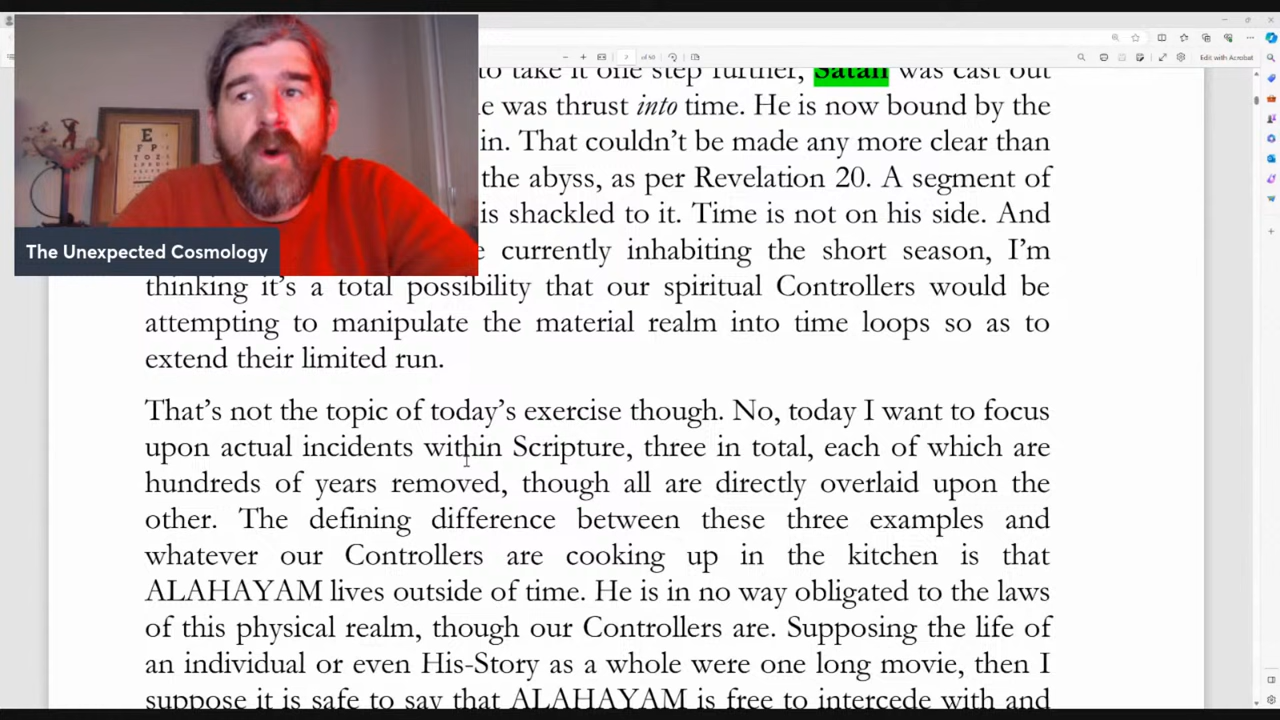 to take it one step further, Satan was cast out
e was thrust into time. He is now bound by the
in. That couldn't be made any more clear than
the abyss, as per Revelation 20. A segment of
is shackled to it. Time is not on his side. And
currently inhabiting the short season, I'm
thinking it's a total possibility that our spiritual Controllers would be
attempting to manipulate the material realm into time loops so as to
extend their limited run.
That's not the topic of today's exercise though. No, today I want to focus
upon actual incidents within Scripture, three in total, each of which are
hundreds of years removed, though all are directly overlaid upon the
other. The defining difference between these three examples and
whatever our Controllers are cooking up in the kitchen is that
ALAHAYAM lives outside of time. He is in no way obligated to the laws
of this physical realm, though our Controllers are. Supposing the life of
an individual or even His-Story as a whole were one long movie, then I
suppose it is safe to say that ALAHAYAM is free to intercede with and
The Unexpected Cosmology
E
F P
T O Z
Edit with Acrobat